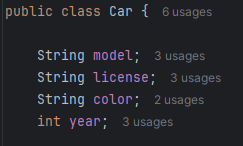 public class Car { 6 usages
String model; 3 usages
String license; 3 usages
String color; 2 usages
int year; 3 usages